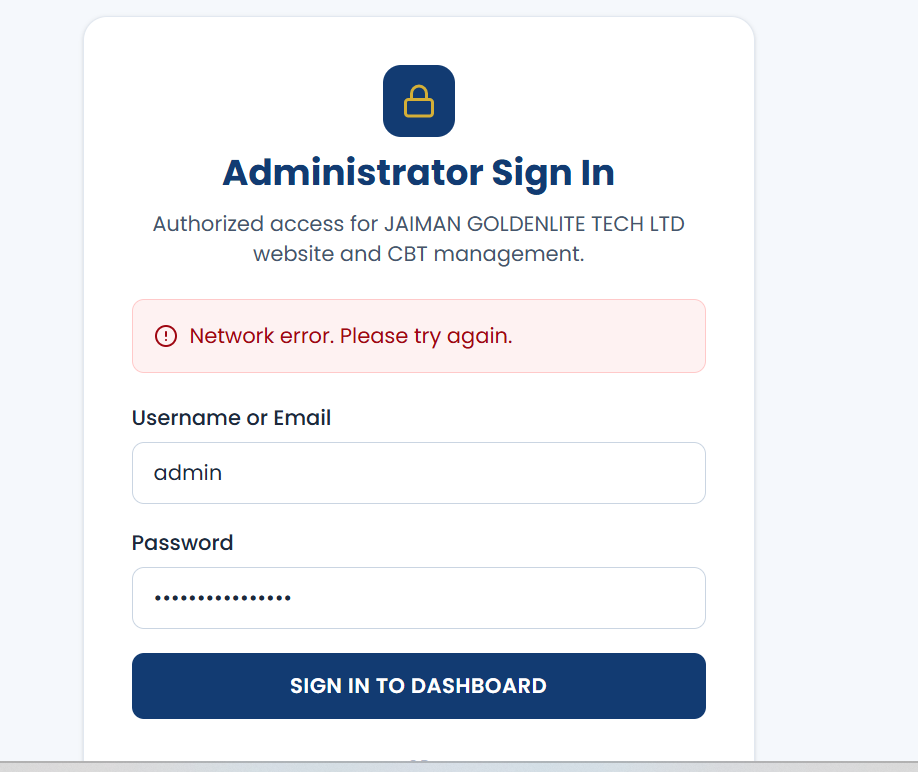 Administrator Sign In
Authorized access for JAIMAN GOLDENLITE TECH LTD
website and CBT management.
Network error. Please try again.
Username or Email
admin
Password
••••••••••••••••
SIGN IN TO DASHBOARD